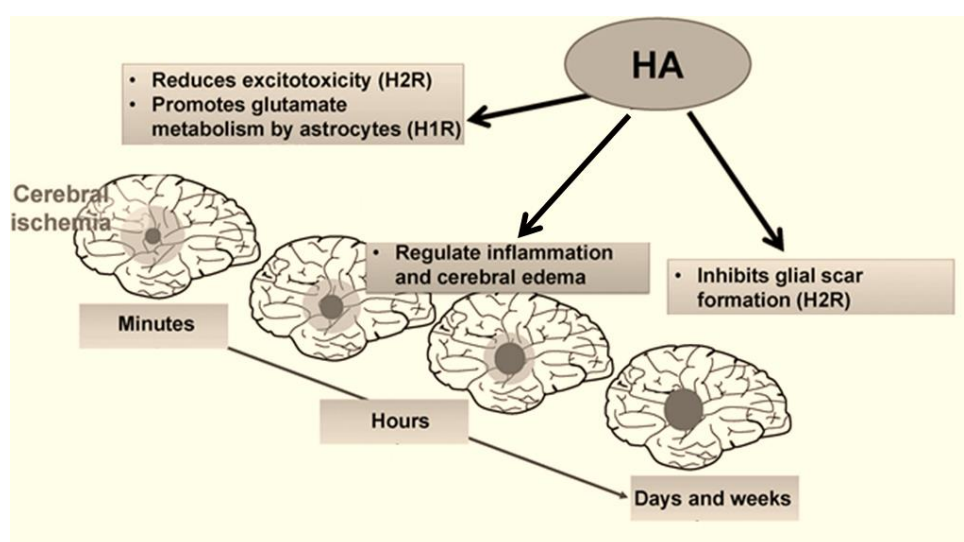 HA
• Reduces excitotoxicity (H2R)
• Promotes glutamate
metabolism by astrocytes (H1R)
Cerebral
ischemia
• Regulate inflammation
and cerebral edema
• Inhibits glial scar
formation (H2R)
Minutes
Hours
Days and weeks